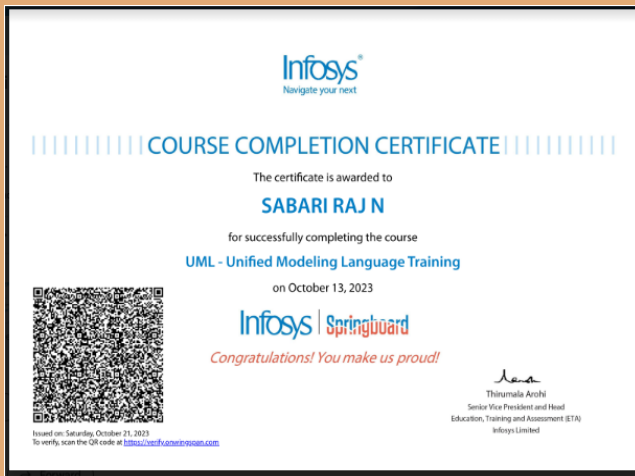 Infosys®
Navigate your next
COURSE COMPLETION CERTIFICATE
The certificate is awarded to
SABARI RAJ N
for successfully completing the course
UML - Unified Modeling Language Training
on October 13, 2023
Infosys | Springboard
Congratulations! You make us proud!
Thirumala Arohi
Senior Vice President and Head
Education, Training and Assessment (ETA)
Infosys Limited
Issued on: Saturday, October 21, 2023
To verify, scan the QR code at https://verify.onwingspan.com
Forward